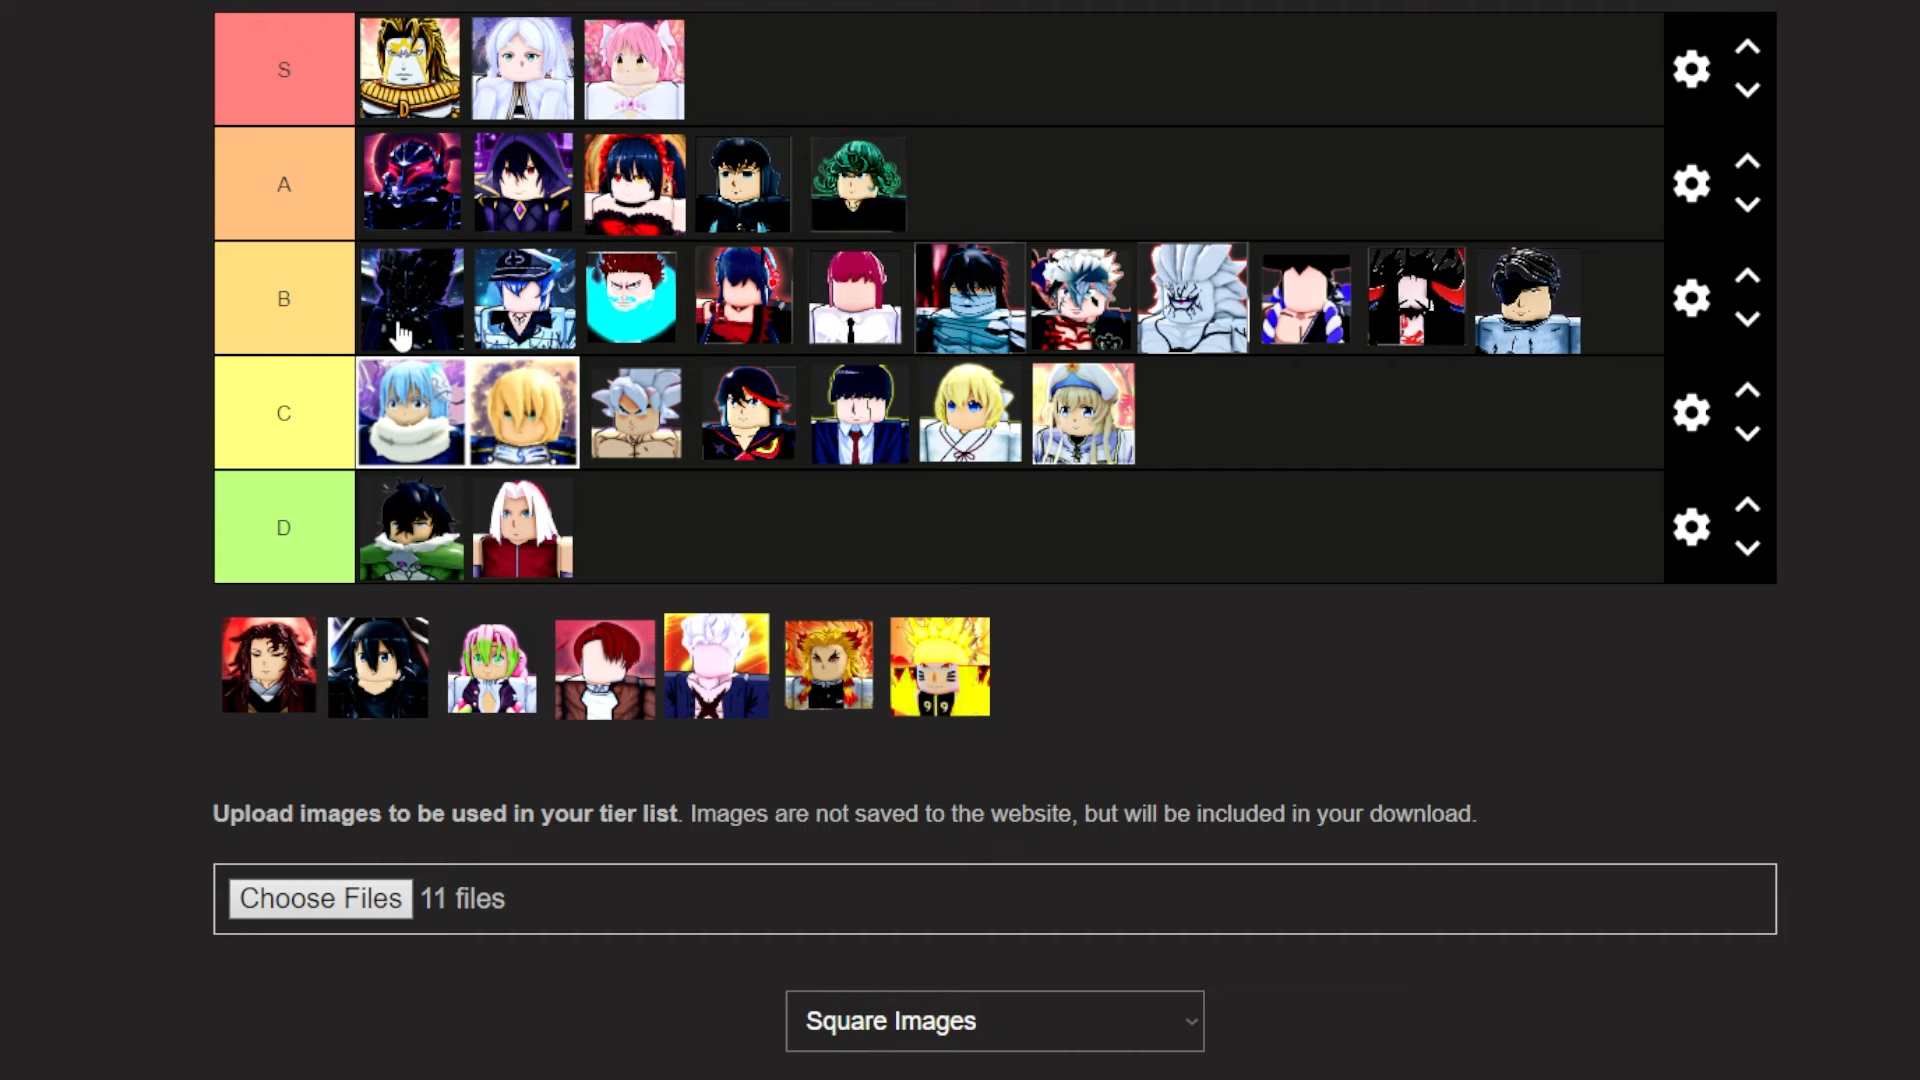 S
A
B
C
D
Upload images to be used in your tier list. Images are not saved to the website, but will be included in your download.
Choose Files 11 files
Square Images